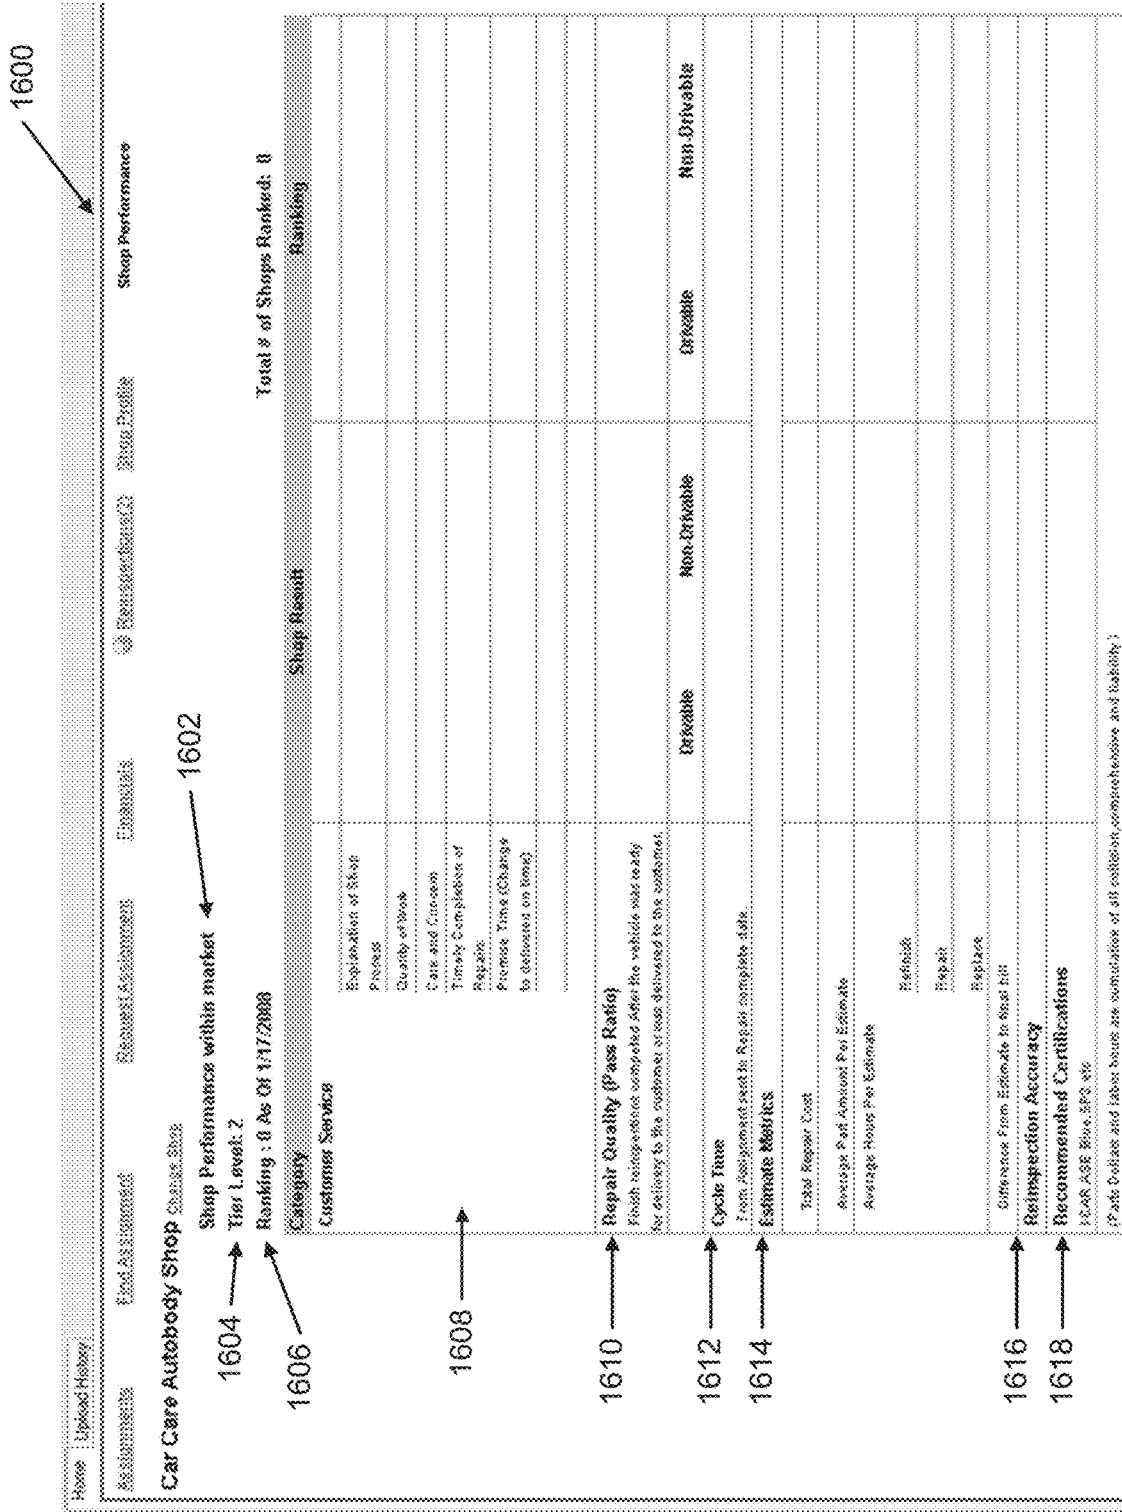 1600
Home
Upload History
Assignments
Find Assignment
Request Assignment
Financials
Reinspections(2)
Shop Profile
Shop Performance
Car Care Autobody Shop Change Shop
Shop Performance within market
1602
1604
Tier Level: 2
1606
Ranking : 0 As Of 1/17/2008
Total # of Shops Ranked: 0
Category
Shop Result
Ranking
Customer Service
1608
Explanation of Shop
Process
Quality of Work
Care and Concern
Timely Completion of
Repairs
Promise Time (Change
to delivered on time)
1610
Repair Quality (Pass Ratio)
Finish reinspections completed After the vehicle was ready
for delivery to the customer or was delivered to the customer.
Drivable
Non-Drivable
Drivable
Non-Drivable
1612
Cycle Time
From Assignment sent to Repair complete date.
1614
Estimate Metrics
Total Repair Cost
Average Part Amount Per Estimate
Average Hours Per Estimate
Refinish
Repair
Replace
Difference From Estimate to final bill
1616
Reinspection Accuracy
1618
Recommended Certifications
I-CAR ASE Blue, SPG, etc
(Parts Dollars and labor hours are cumulative of all collision,comprehensive and liability )